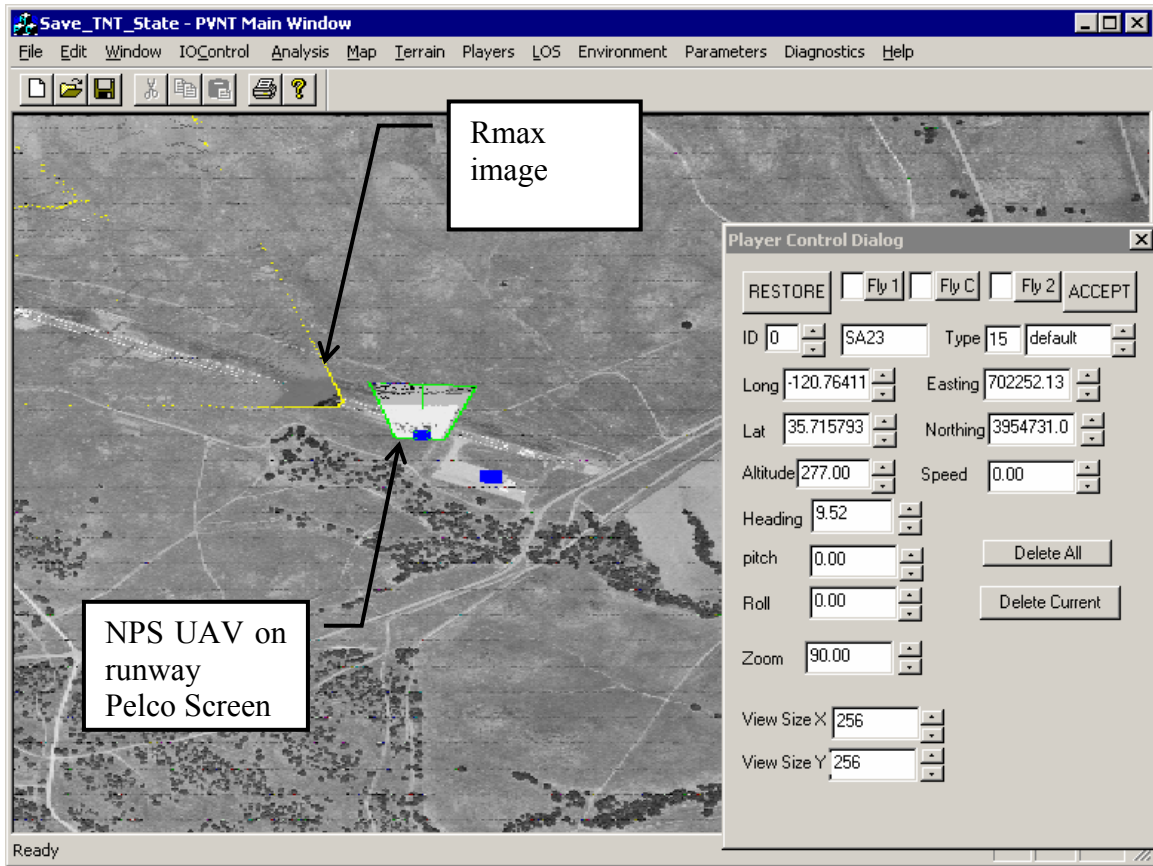 Save_TNT_State - PVNT Main Window
File Edit Window IOControl Analysis Map Terrain Players LOS Environment Parameters Diagnostics Help
Rmax
image
NPS UAV on
runway
Pelco Screen
Player Control Dialog
RESTORE Fly 1 Fly C Fly 2 ACCEPT
ID 0 SA23 Type 15 default
Long -120.76411 Easting 702252.13
Lat 35.715793 Northing 3954731.0
Altitude 277.00 Speed 0.00
Heading 9.52
pitch 0.00 Delete All
Roll 0.00 Delete Current
Zoom 90.00
View Size X 256
View Size Y 256
Ready